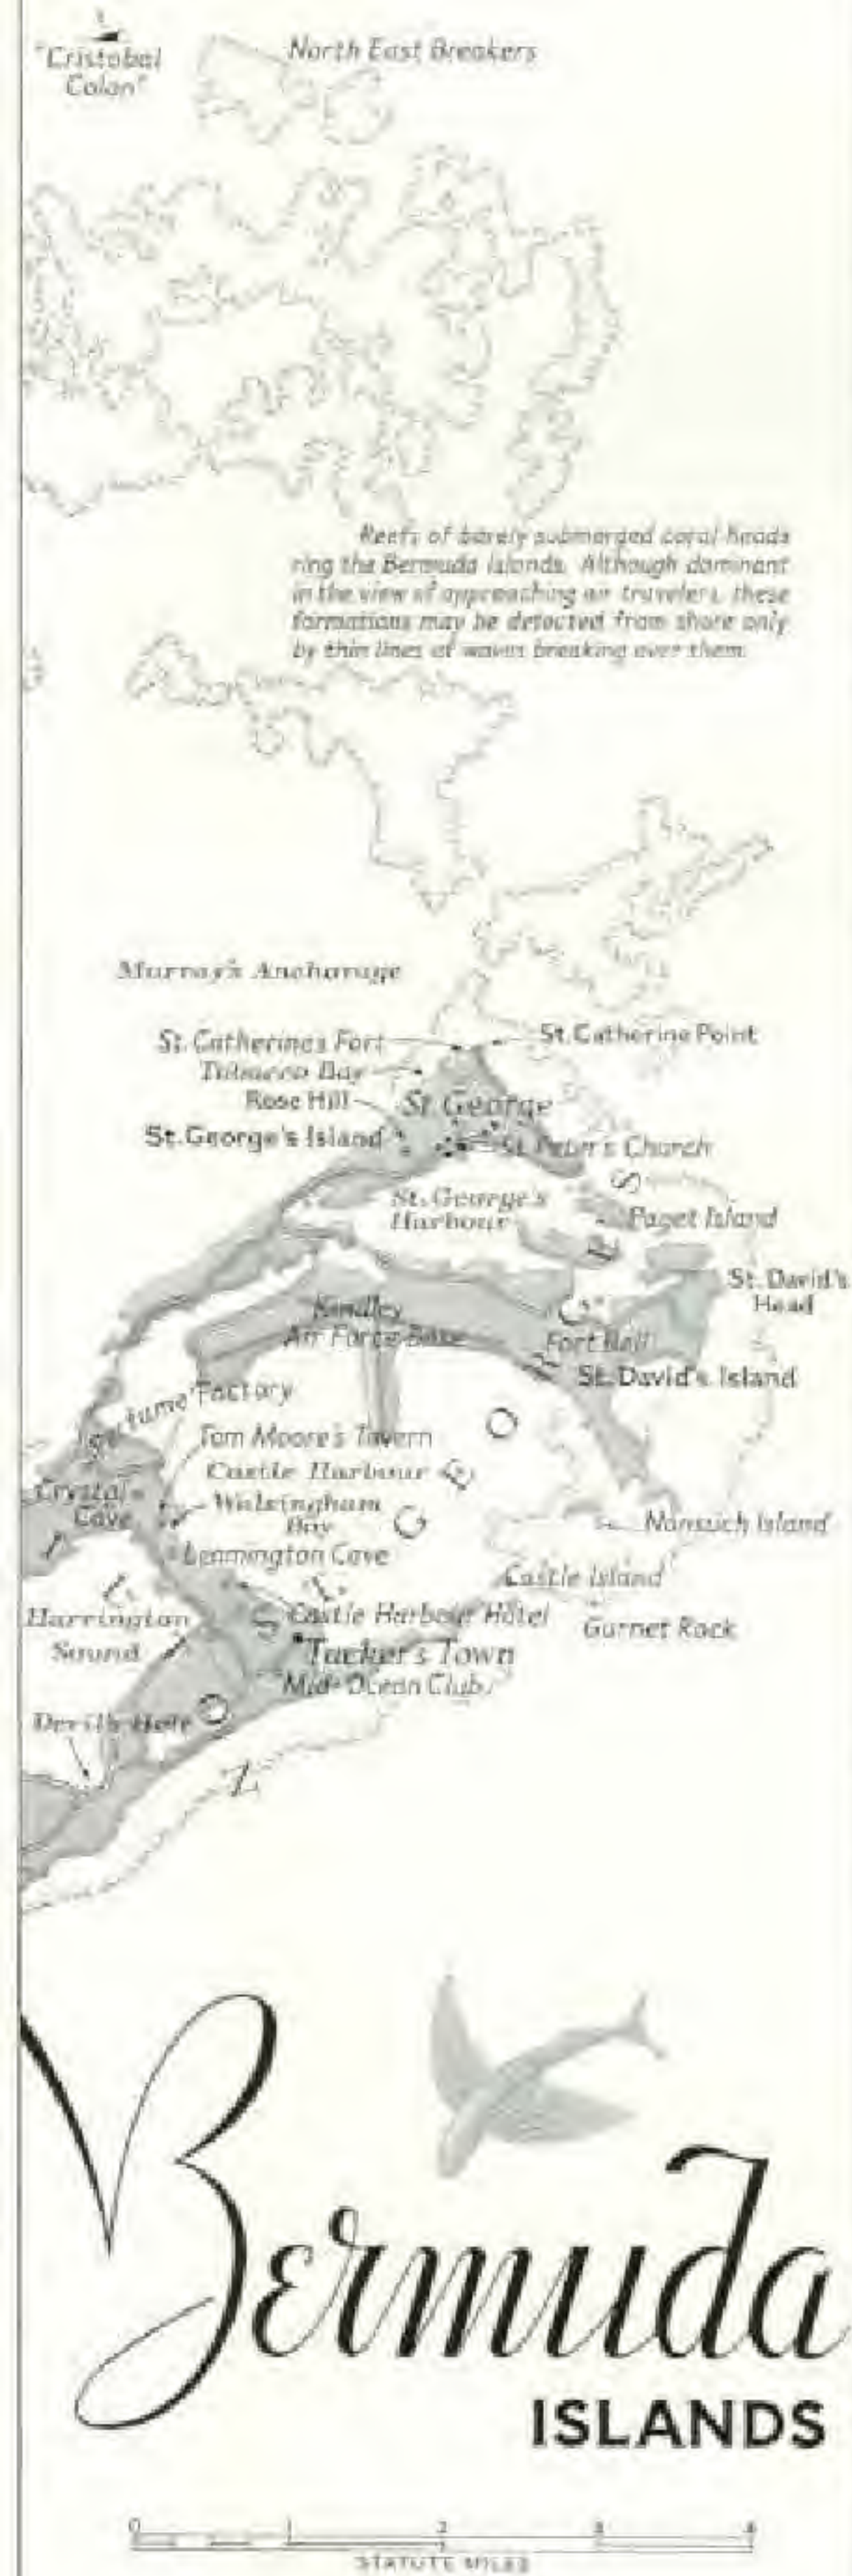 "Cristobal
Colon"
North East Breakers
Reefs of barely submerged coral heads
ring the Bermuda Islands. Although dominant
in the view of approaching air travelers, these
formations may be detected from shore only
by thin lines of waves breaking over them.
Murray's Anchorage
St. Catherine's Fort
St. Catherine Point
Tobacco Bay
Rose Hill
St. George
St. George's Island
St. Peter's Church
St. George's
Harbour
Paget Island
St. David's
Head
Kindley
Air Force Base
Fort Bell
St. David's Island
Perfume Factory
Tom Moore's Tavern
Castle Harbour
Crystal
Cave
Walsingham
Bay
Nonsuch Island
Leamington Cave
Castle Island
Harrington
Sound
Castle Harbour Hotel
Gurnet Rock
Tucker's Town
Mid-Ocean Club
Devil's Hole
Bermuda
ISLANDS
0 1 2 3 4
STATUTE MILES